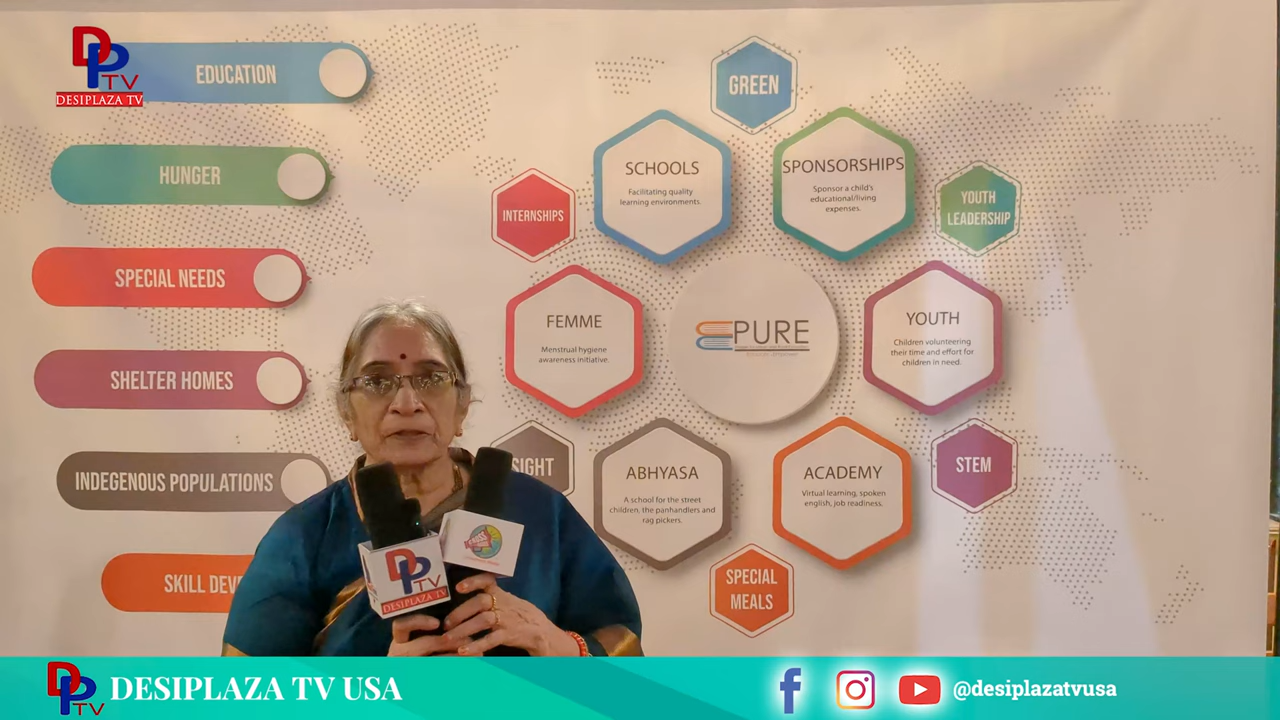 DP
TV
DESIPLAZA TV
EDUCATION
HUNGER
SPECIAL NEEDS
SHELTER HOMES
INDEGENOUS POPULATIONS
SKILL DEV
GREEN
SCHOOLS
Facilitating quality
learning environments.
SPONSORSHIPS
Sponsor a child's
educational/living
expenses.
INTERNSHIPS
YOUTH
LEADERSHIP
FEMME
Menstrual hygiene
awareness initiative.
PURE
YOUTH
Children volunteering
their time and effort for
children in need.
SIGHT
ABHYASA
A school for the street
children, the panhandlers and
rag pickers.
ACADEMY
Virtual learning, spoken
english, job readiness.
STEM
SPECIAL
MEALS
DP
TV
DESIPLAZA TV
DP
TV
DESIPLAZA TV USA
@desiplazatvusa